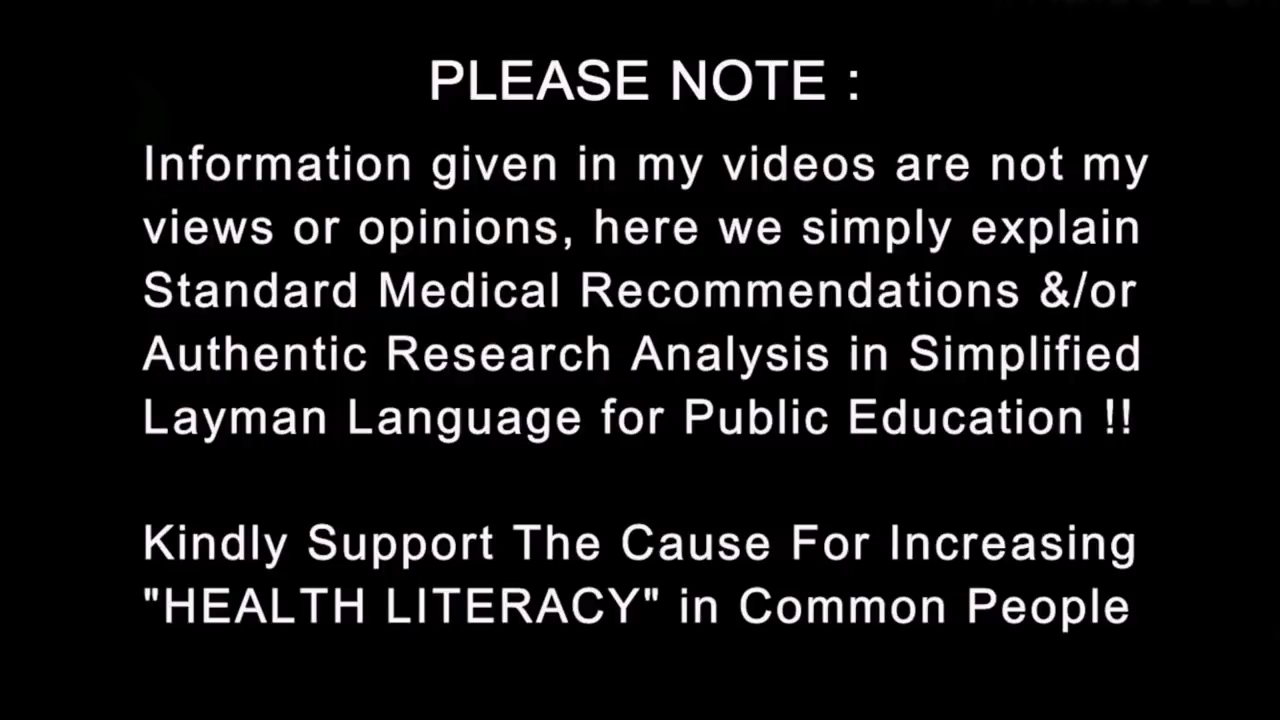 PLEASE NOTE :
Information given in my videos are not my
views or opinions, here we simply explain
Standard Medical Recommendations &/or
Authentic Research Analysis in Simplified
Layman Language for Public Education !!
Kindly Support The Cause For Increasing
"HEALTH LITERACY" in Common People